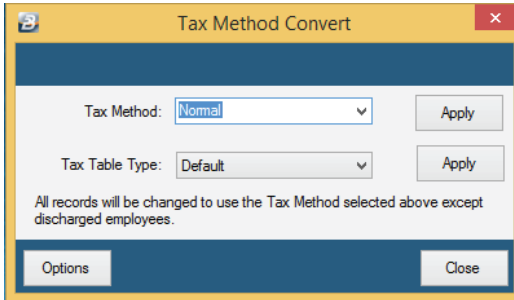 Tax Method Convert
Tax Method: Normal Apply
Tax Table Type: Default Apply
All records will be changed to use the Tax Method selected above except
discharged employees.
Options Close